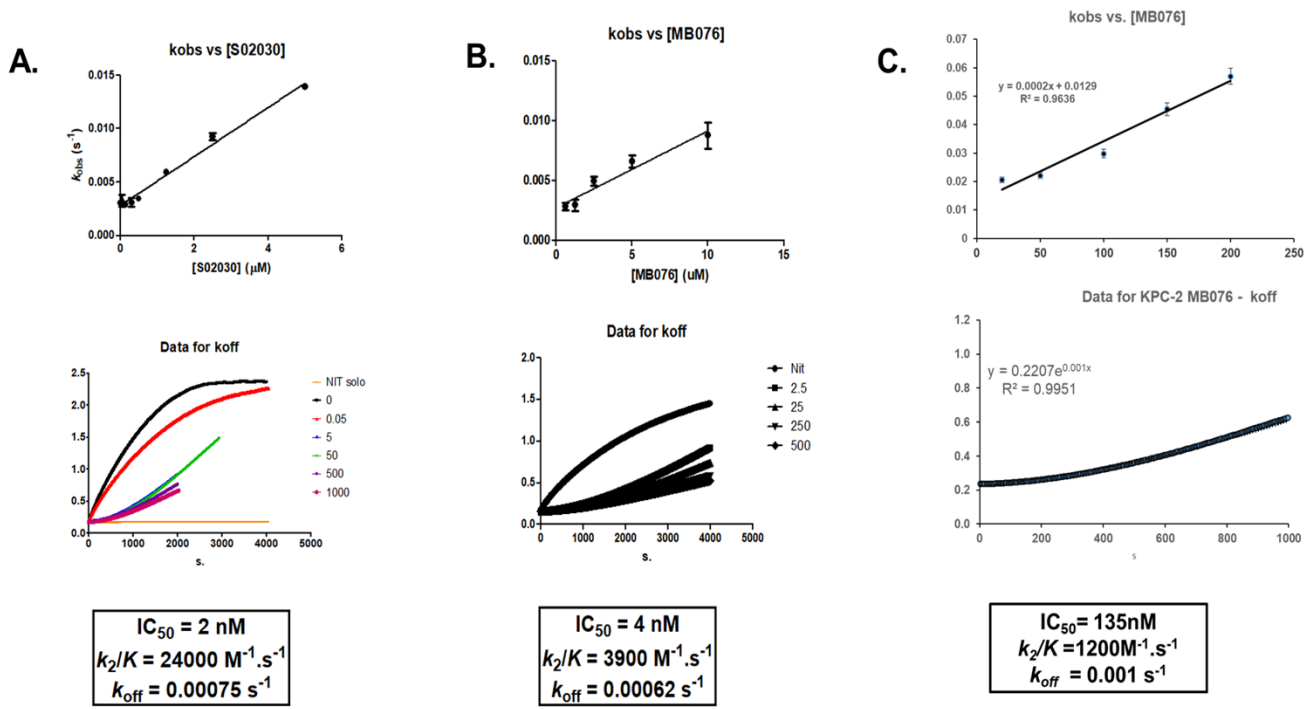 A.
kobs vs [S02030]
0.015
0.010
0.005
0.000
kobs (s-1)
0 2 4 6
[S02030] (μM)
Data for koff
2.5
2.0
1.5
1.0
0.5
0.0
0 1000 2000 3000 4000 5000
s.
NIT solo
0
0.05
5
50
500
1000
IC50 = 2 nM
k2/K = 24000 M-1.s-1
koff = 0.00075 s-1
B.
kobs vs [MB076]
0.015
0.010
0.005
0.000
0 5 10 15
[MB076] (uM)
Data for koff
2.0
1.5
1.0
0.5
0.0
0 1000 2000 3000 4000 5000
s.
Nit
2.5
25
250
500
IC50 = 4 nM
k2/K = 3900 M-1.s-1
koff = 0.00062 s-1
C.
kobs vs. [MB076]
0.07
0.06
0.05
0.04
0.03
0.02
0.01
0
y = 0.0002x + 0.0129
R² = 0.9636
0 50 100 150 200 250
Data for KPC-2 MB076 - koff
1.2
1.0
0.8
0.6
0.4
0.2
0.0
y = 0.2207e0.001x
R² = 0.9951
0 200 400 600 800 1000
s
IC50= 135nM
k2/K =1200M-1.s-1
koff = 0.001 s-1